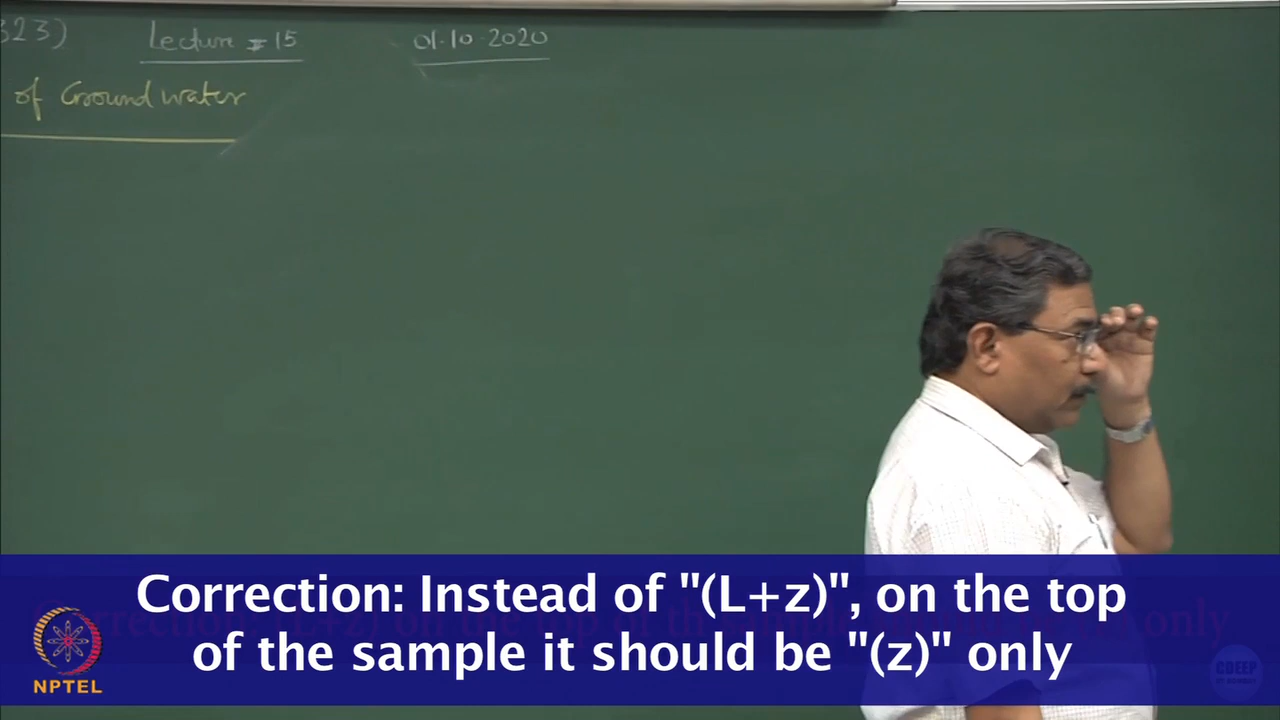 323) Lecture # 15 01-10-2020
of Groundwater
Correction: Instead of "(L+z)", on the top
of the sample it should be "(z)" only
NPTEL
CDEEP